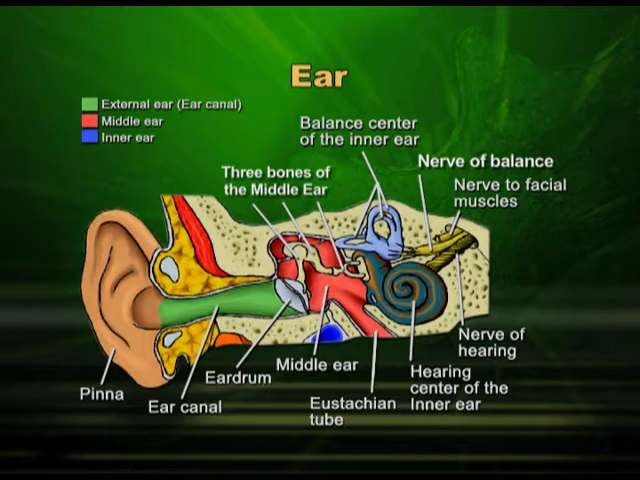 Ear
External ear (Ear canal)
Middle ear
Inner ear
Balance center
of the inner ear
Three bones of
the Middle Ear
Nerve of balance
Nerve to facial
muscles
Nerve of
hearing
Middle ear
Eardrum
Hearing
center of the
Inner ear
Pinna
Ear canal
Eustachian
tube